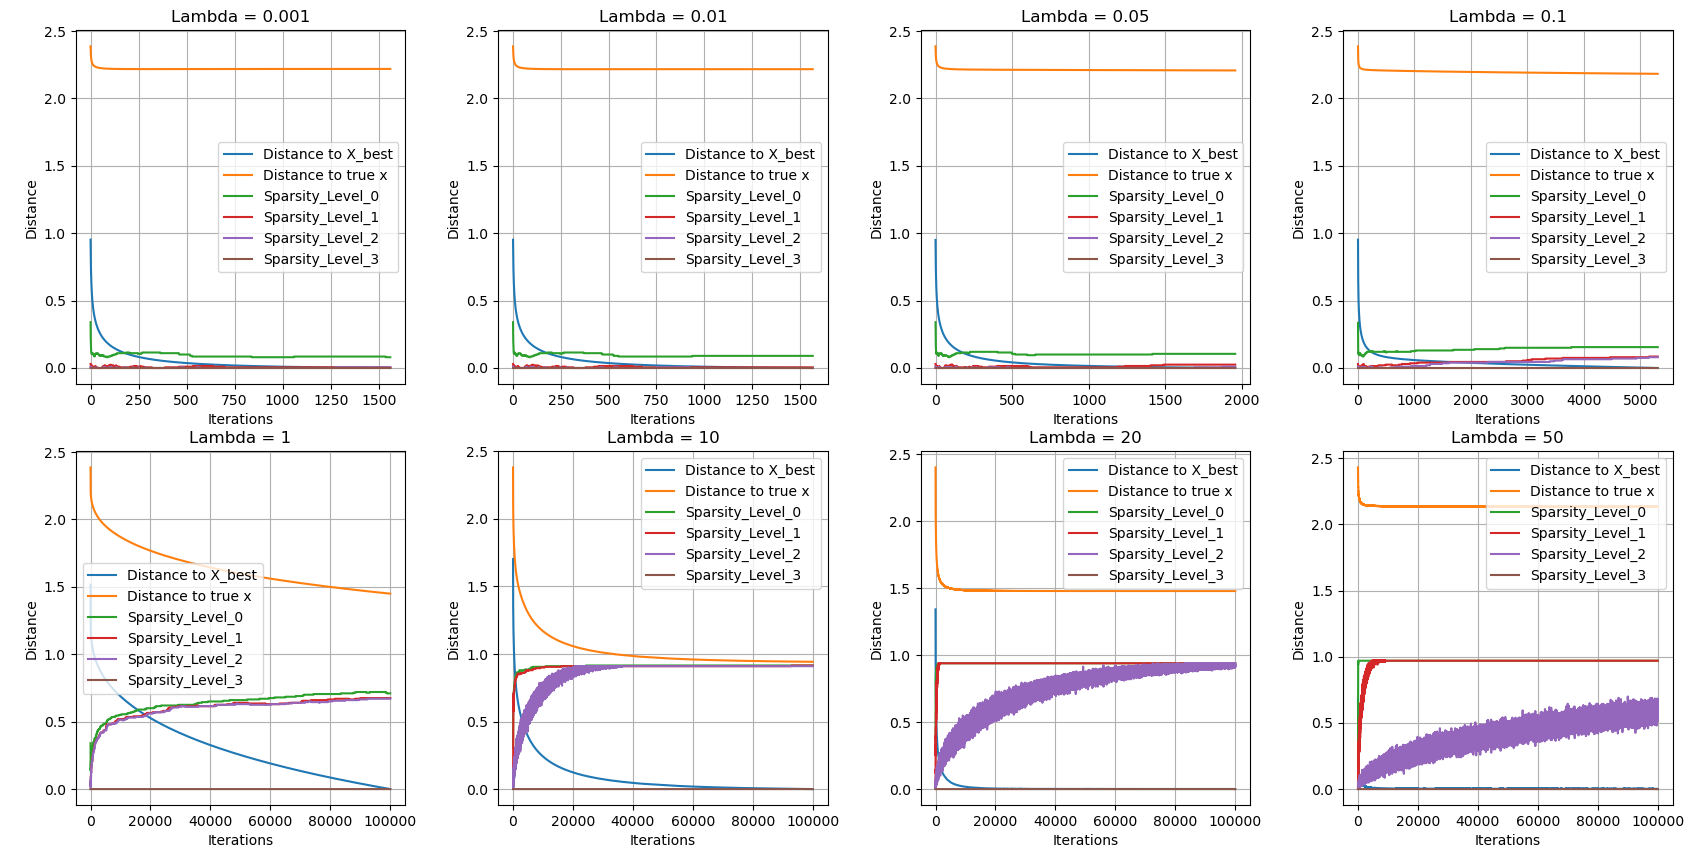 Lambda = 0.001
2.5
2.0
1.5
1.0
0.5
0.0
Distance
Distance to X_best
Distance to true x
Sparsity_Level_0
Sparsity_Level_1
Sparsity_Level_2
Sparsity_Level_3
0 250 500 750 1000 1250 1500
Iterations
Lambda = 0.01
2.5
2.0
1.5
1.0
0.5
0.0
Distance
Distance to X_best
Distance to true x
Sparsity_Level_0
Sparsity_Level_1
Sparsity_Level_2
Sparsity_Level_3
0 250 500 750 1000 1250 1500
Iterations
Lambda = 0.05
2.5
2.0
1.5
1.0
0.5
0.0
Distance
Distance to X_best
Distance to true x
Sparsity_Level_0
Sparsity_Level_1
Sparsity_Level_2
Sparsity_Level_3
0 500 1000 1500 2000
Iterations
Lambda = 0.1
2.5
2.0
1.5
1.0
0.5
0.0
Distance
Distance to X_best
Distance to true x
Sparsity_Level_0
Sparsity_Level_1
Sparsity_Level_2
Sparsity_Level_3
0 1000 2000 3000 4000 5000
Iterations
Lambda = 1
2.5
2.0
1.5
1.0
0.5
0.0
Distance
Distance to X_best
Distance to true x
Sparsity_Level_0
Sparsity_Level_1
Sparsity_Level_2
Sparsity_Level_3
0 20000 40000 60000 80000 100000
Iterations
Lambda = 10
2.5
2.0
1.5
1.0
0.5
0.0
Distance
Distance to X_best
Distance to true x
Sparsity_Level_0
Sparsity_Level_1
Sparsity_Level_2
Sparsity_Level_3
0 20000 40000 60000 80000 100000
Iterations
Lambda = 20
2.5
2.0
1.5
1.0
0.5
0.0
Distance
Distance to X_best
Distance to true x
Sparsity_Level_0
Sparsity_Level_1
Sparsity_Level_2
Sparsity_Level_3
0 20000 40000 60000 80000 100000
Iterations
Lambda = 50
2.5
2.0
1.5
1.0
0.5
0.0
Distance
Distance to X_best
Distance to true x
Sparsity_Level_0
Sparsity_Level_1
Sparsity_Level_2
Sparsity_Level_3
0 20000 40000 60000 80000 100000
Iterations